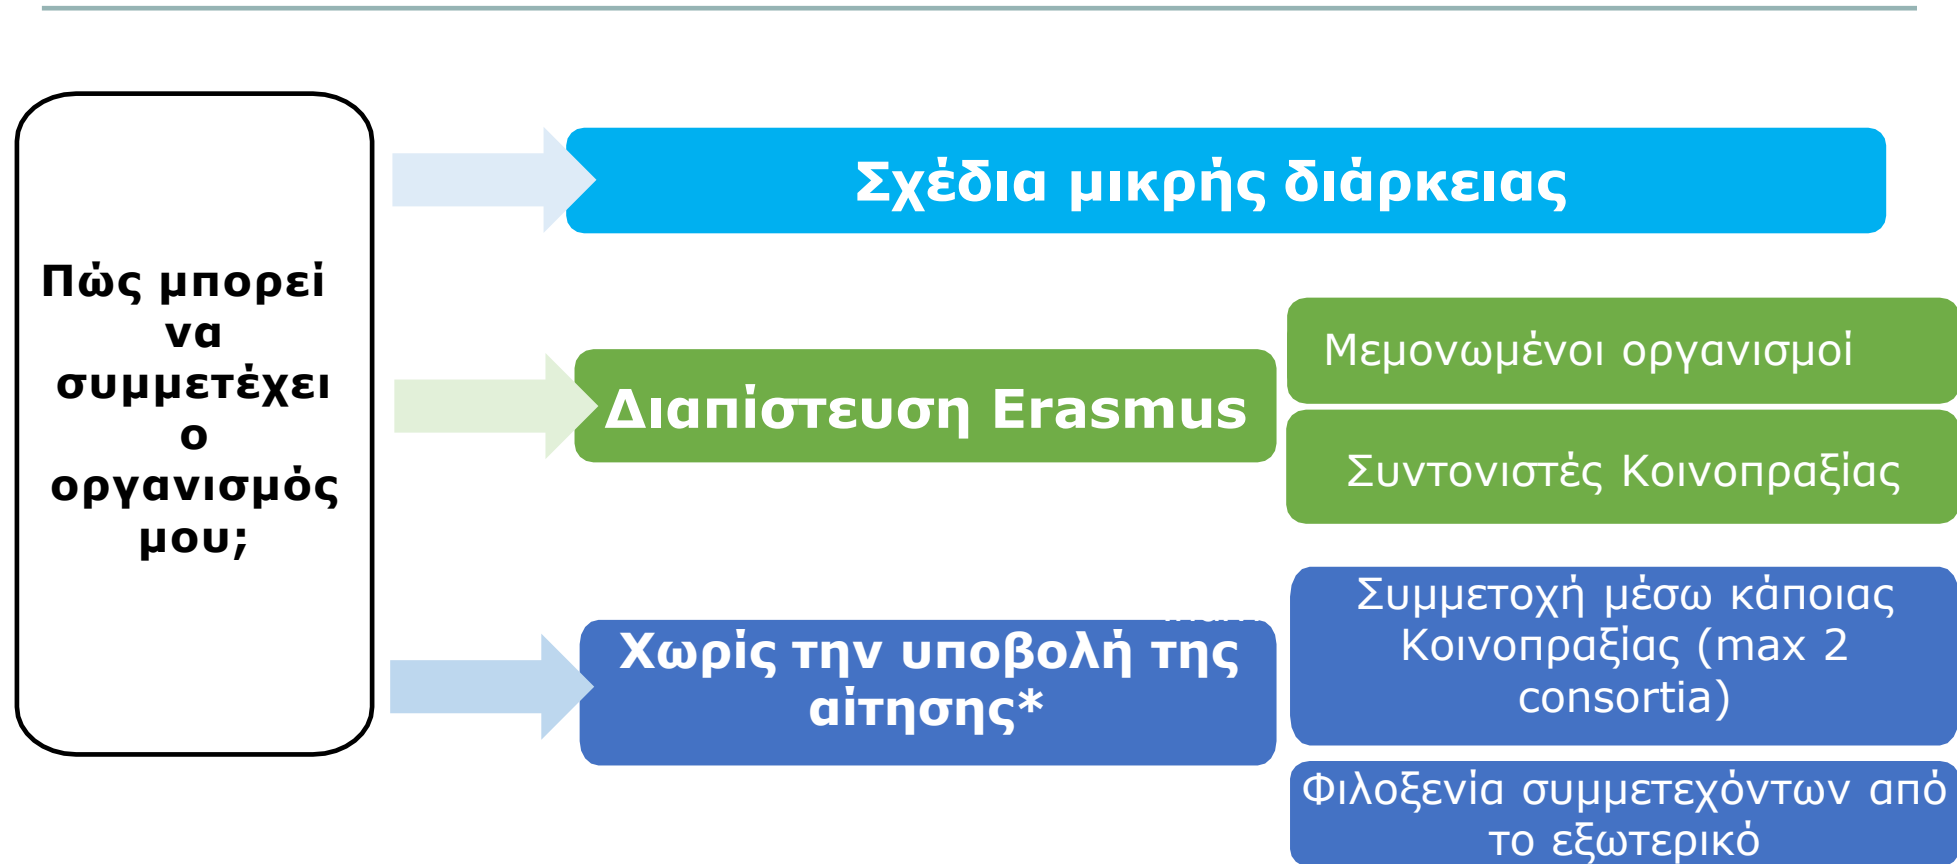 Πώς μπορεί
να
συμμετέχει
ο
οργανισμός
μου;
Σχέδια μικρής διάρκειας
Διαπίστευση Erasmus
Μεμονωμένοι οργανισμοί
Συντονιστές Κοινοπραξίας
Χωρίς την υποβολή της
αίτησης*
Συμμετοχή μέσω κάποιας
Κοινοπραξίας (max 2
consortia)
Φιλοξενία συμμετεχόντων από
το εξωτερικό